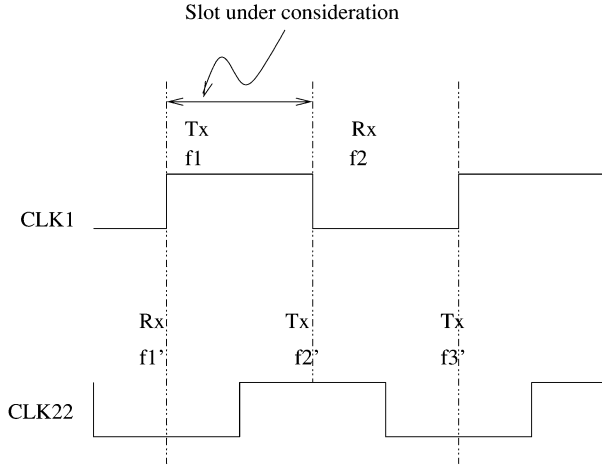 Slot under consideration
Tx Rx
f1 f2
CLK1
Rx Tx Tx
f1' f2' f3'
CLK22